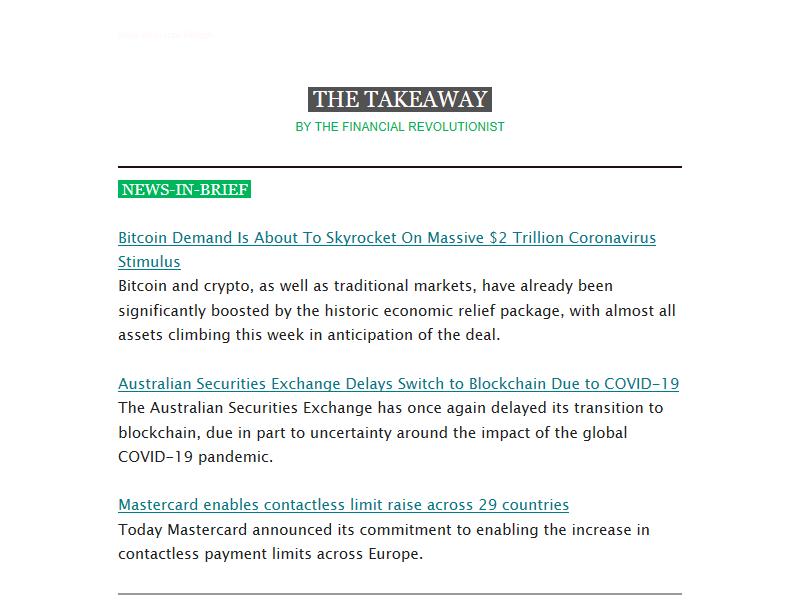 THE TAKEAWAY
BY THE FINANCIAL REVOLUTIONIST
NEWS-IN-BRIEF
Bitcoin Demand Is About To Skyrocket On Massive $2 Trillion Coronavirus
Stimulus
Bitcoin and crypto, as well as traditional markets, have already been
significantly boosted by the historic economic relief package, with almost all
assets climbing this week in anticipation of the deal.
Australian Securities Exchange Delays Switch to Blockchain Due to COVID-19
The Australian Securities Exchange has once again delayed its transition to
blockchain, due in part to uncertainty around the impact of the global
COVID-19 pandemic.
Mastercard enables contactless limit raise across 29 countries
Today Mastercard announced its commitment to enabling the increase in
contactless payment limits across Europe.